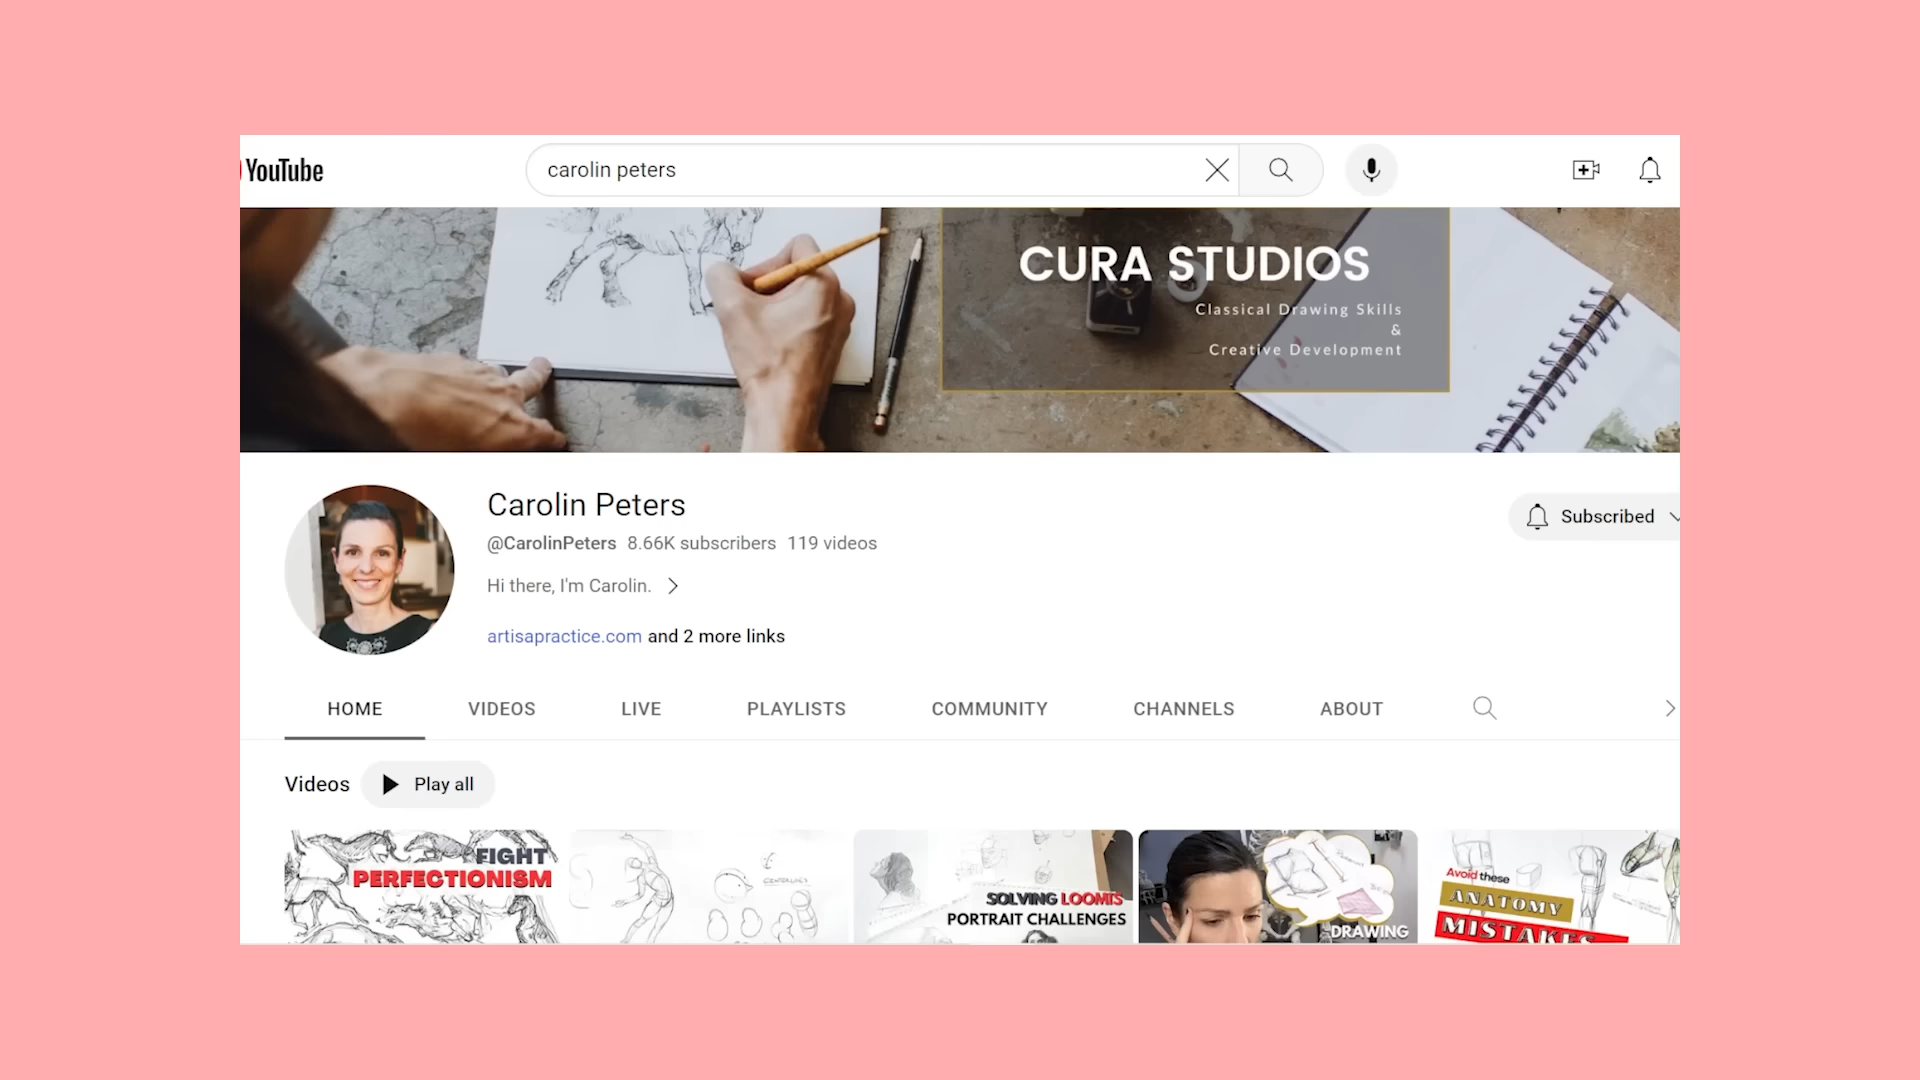 YouTube
carolin peters
CURA STUDIOS
Classical Drawing Skills
&
Creative Development
Carolin Peters
@CarolinPeters 8.66K subscribers 119 videos
Hi there, I'm Carolin.
artisapractice.com and 2 more links
Subscribed
HOME VIDEOS LIVE PLAYLISTS COMMUNITY CHANNELS ABOUT
Videos Play all
FIGHT
PERFECTIONISM
SOLVING LOOMIS
PORTRAIT CHALLENGES
DRAWING
Avoid these
ANATOMY
MISTAKES